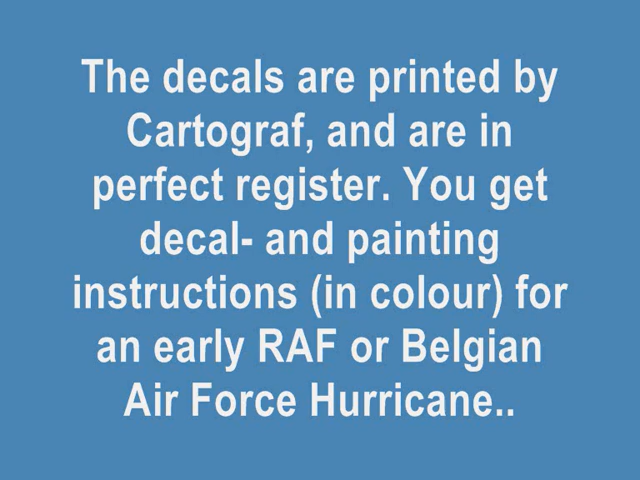 The decals are printed by
Cartograf, and are in
perfect register. You get
decal- and painting
instructions (in colour) for
an early RAF or Belgian
Air Force Hurricane..